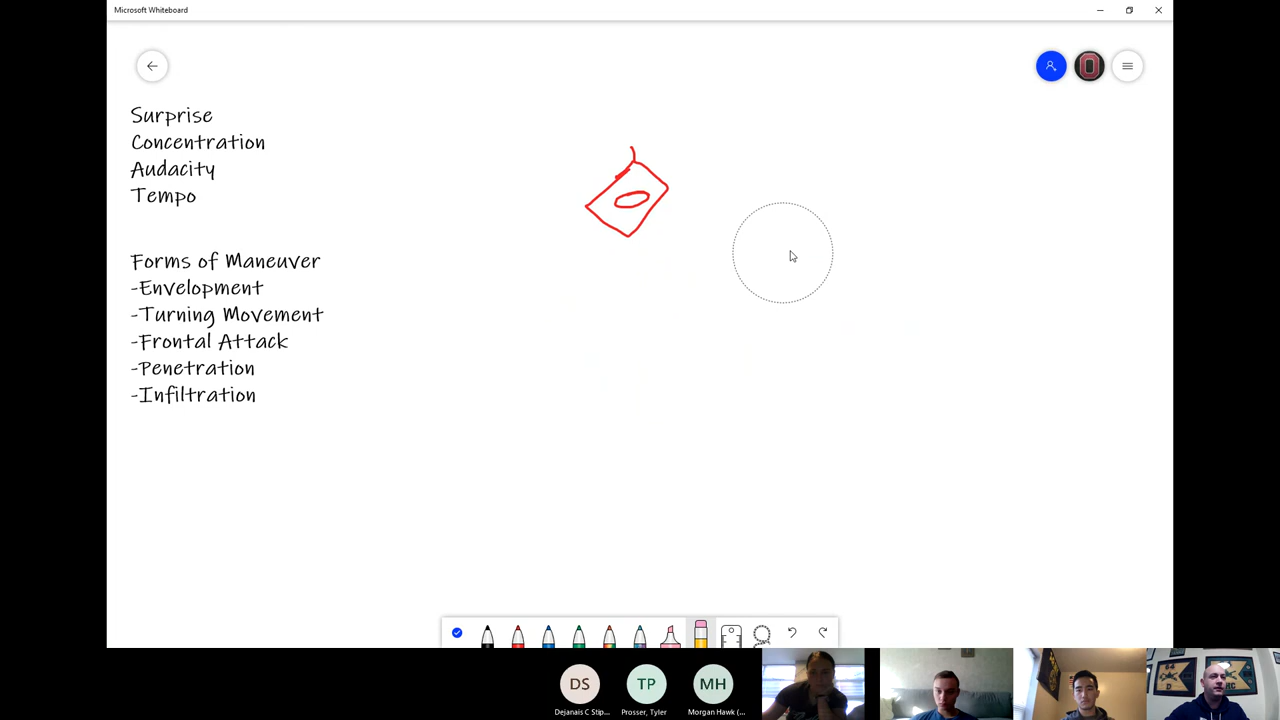 Microsoft Whiteboard
Surprise
Concentration
Audacity
Tempo
Forms of Maneuver
-Envelopment
-Turning Movement
-Frontal Attack
-Penetration
-Infiltration
DS
TP
MH
Dejanais C Stip...
Prosser, Tyler
Morgan Hawk (...